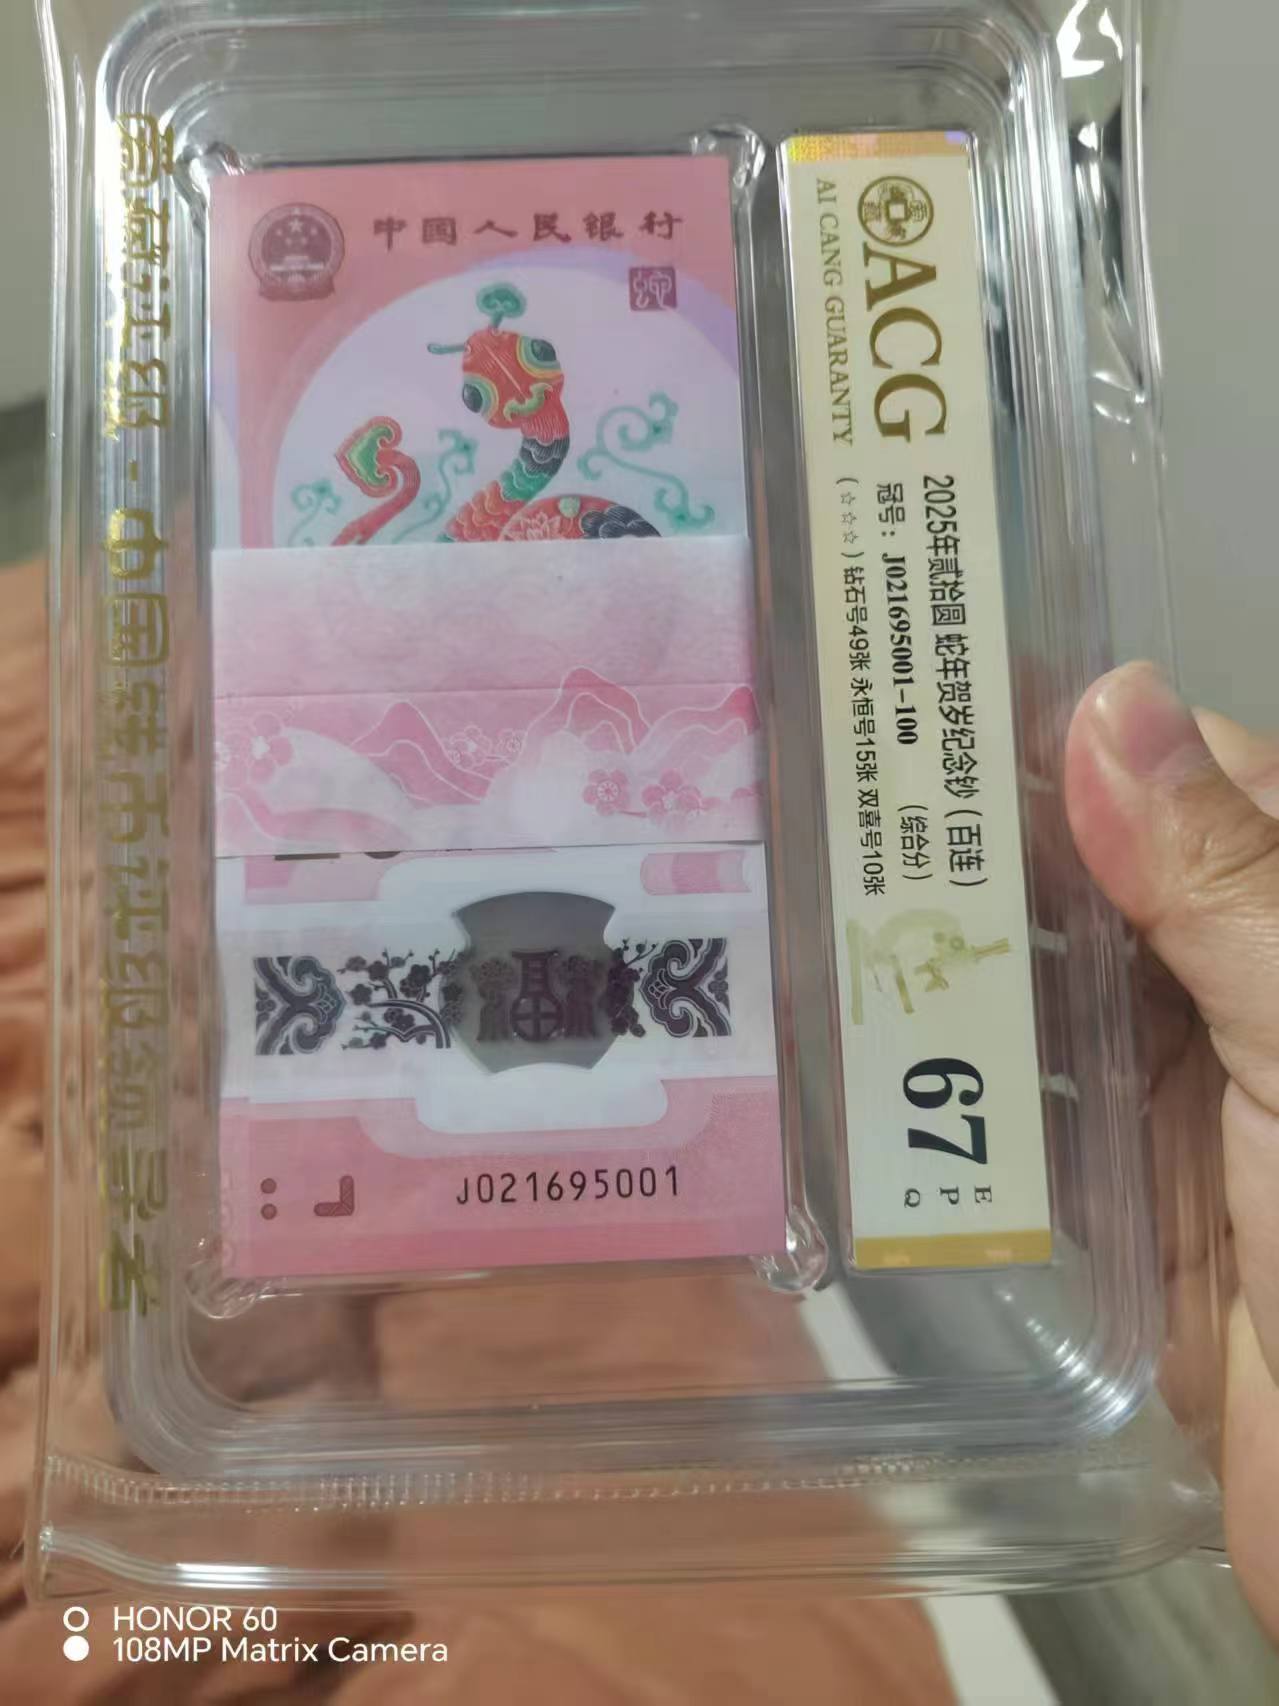 中国人民银行
J021695001
ACG
AI CANG GUARANTY
2025年贰拾圆 蛇年贺岁纪念钞（百连）
冠号：J021695001-100 （综合分）
（☆☆☆）钻石号49张 永恒号15张 双喜号10张
67
E
P
Q
HONOR 60
108MP Matrix Camera